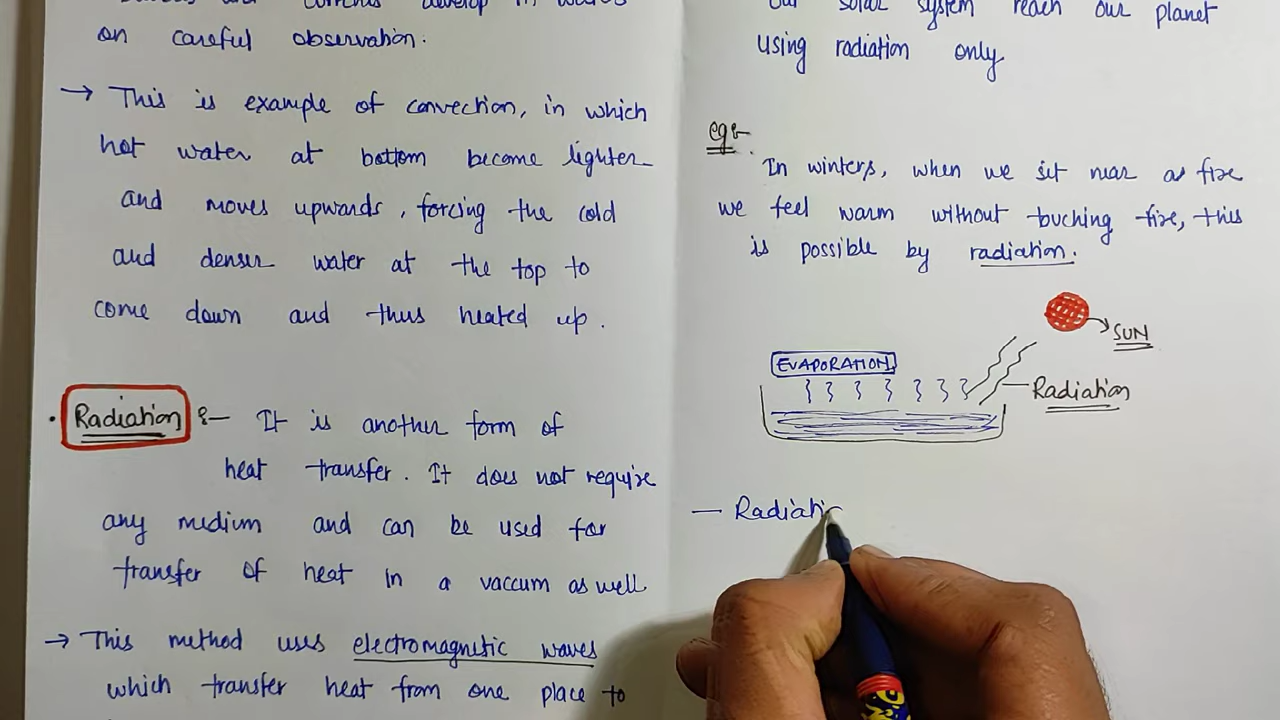 on careful observation.
→ This is example of convection, in which
hot water at bottom become lighter
and moves upwards, forcing the cold
and denser water at the top to
come down and thus heated up.
• Radiation :- It is another form of
heat transfer. It does not require
any medium and can be used for
transfer of heat in a vaccum as well
→ This method uses electromagnetic waves
which transfer heat from one place to
our solar system reach our planet
using radiation only
eg:-
In winters, when we sit near a fire
we feel warm without touching fire, this
is possible by radiation.
SUN
EVAPORATION
Radiation
— Radiatio